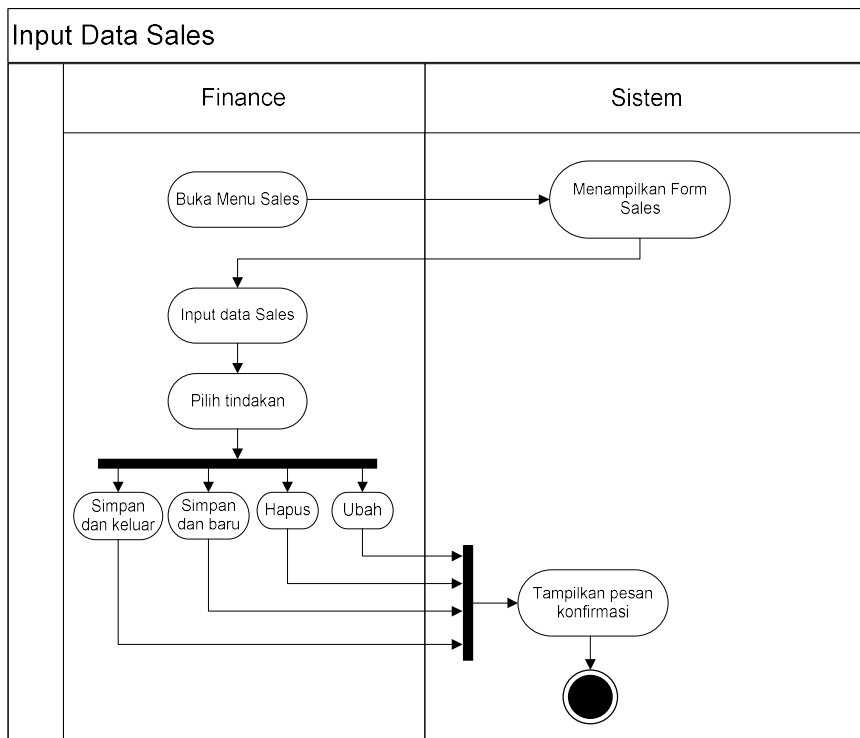 Input Data Sales
Finance
Sistem
Buka Menu Sales
Menampilkan Form
Sales
Input data Sales
Pilih tindakan
Simpan
dan keluar
Simpan
dan baru
Hapus
Ubah
Tampilkan pesan
konfirmasi